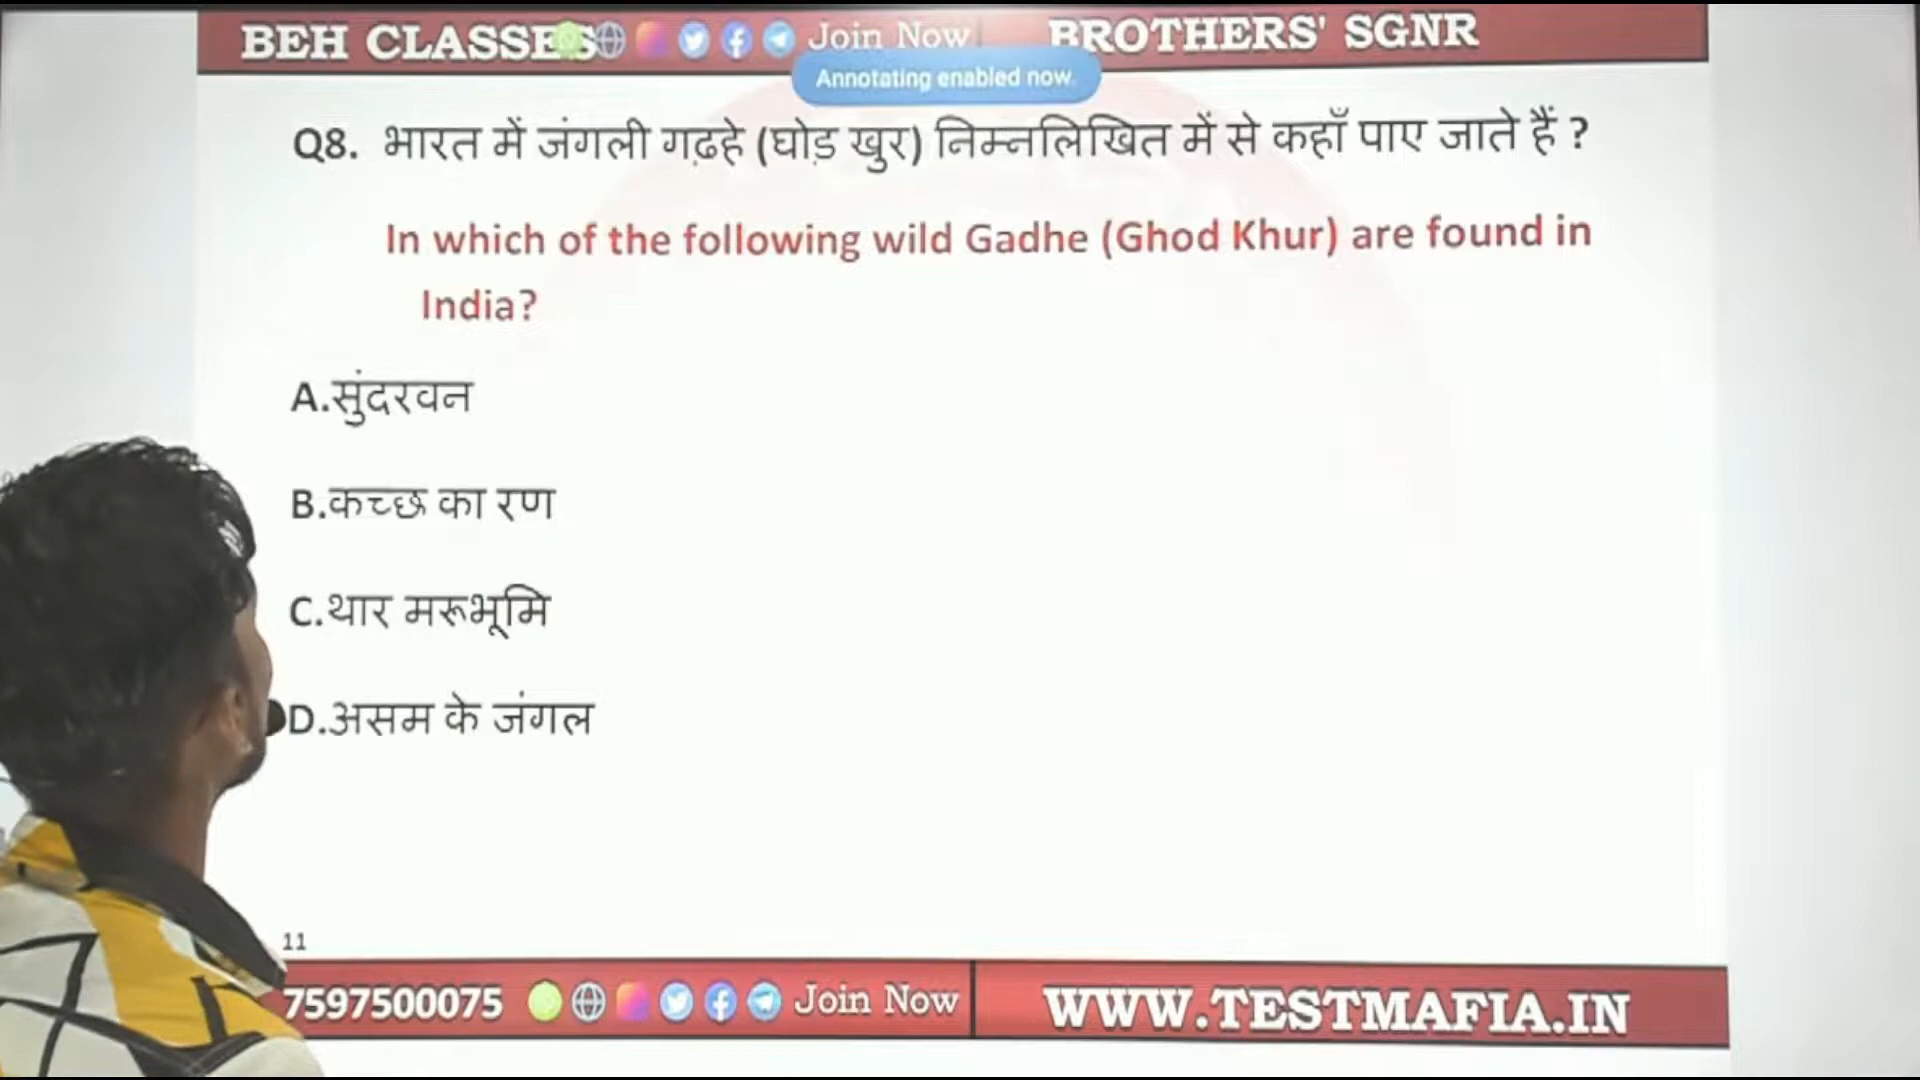 BEH CLASSES Join Now BROTHERS' SGNR
Annotating enabled now.
Q8. भारत में जंगली गढ़हे (घोड़ खुर) निम्नलिखित में से कहाँ पाए जाते हैं ?
In which of the following wild Gadhe (Ghod Khur) are found in
India?
A.सुंदरवन
B.कच्छ का रण
C.थार मरूभूमि
D.असम के जंगल
11
7597500075 Join Now WWW.TESTMAFIA.IN